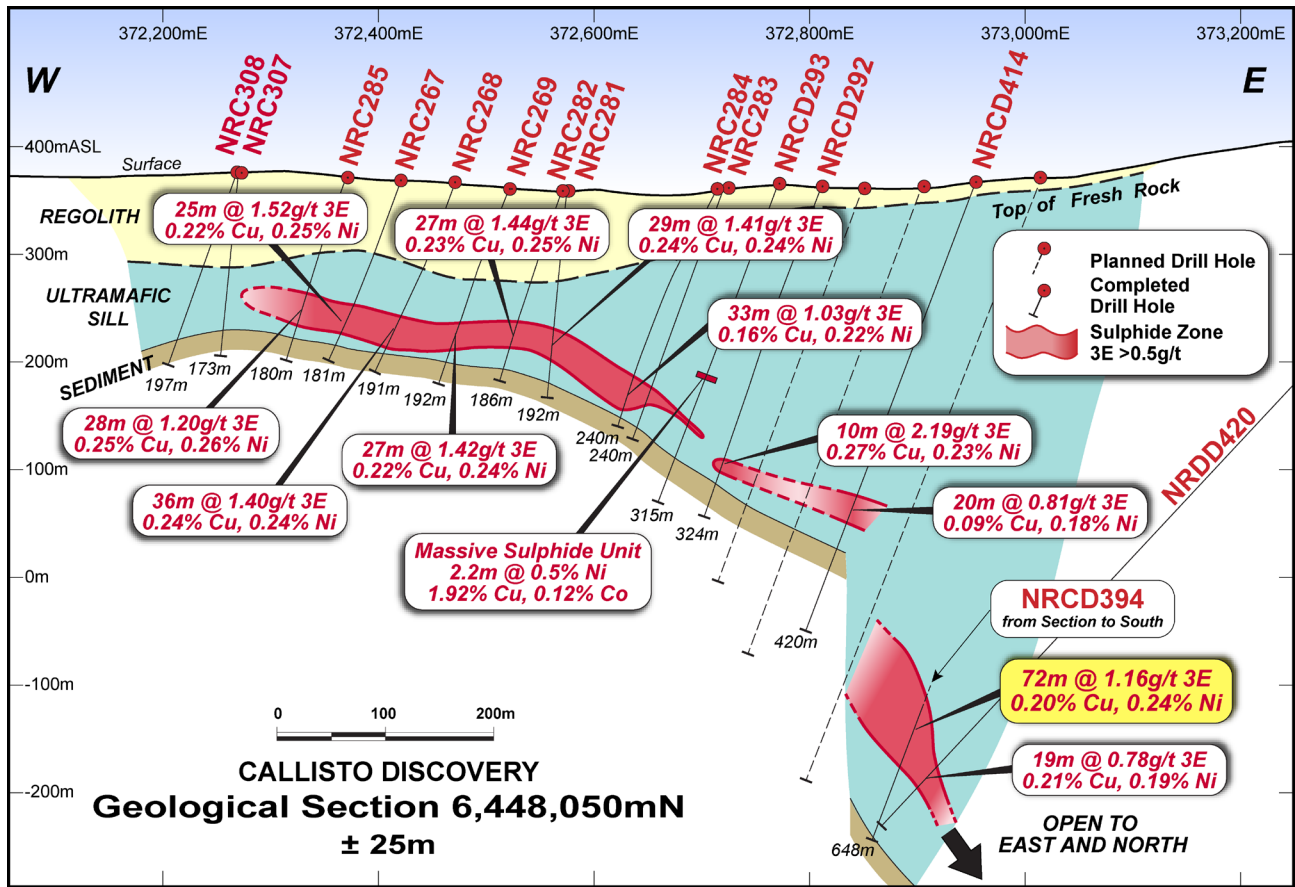 372,200mE
372,400mE
372,600mE
372,800mE
373,000mE
373,200mE
W
E
NRC308
NRC307
NRC285
NRC267
NRC268
NRC269
NRC282
NRC281
NRC284
NRC283
NRCD293
NRCD292
NRCD414
400mASL
Surface
REGOLITH
25m @ 1.52g/t 3E
0.22% Cu, 0.25% Ni
27m @ 1.44g/t 3E
0.23% Cu, 0.25% Ni
29m @ 1.41g/t 3E
0.24% Cu, 0.24% Ni
Top of Fresh Rock
300m
Planned Drill Hole
Completed
Drill Hole
Sulphide Zone
3E >0.5g/t
ULTRAMAFIC
SILL
33m @ 1.03g/t 3E
0.16% Cu, 0.22% Ni
200m
SEDIMENT
197m
173m
180m
181m
191m
192m
186m
192m
240m
240m
315m
324m
420m
648m
28m @ 1.20g/t 3E
0.25% Cu, 0.26% Ni
27m @ 1.42g/t 3E
0.22% Cu, 0.24% Ni
10m @ 2.19g/t 3E
0.27% Cu, 0.23% Ni
NRDD420
100m
36m @ 1.40g/t 3E
0.24% Cu, 0.24% Ni
20m @ 0.81g/t 3E
0.09% Cu, 0.18% Ni
Massive Sulphide Unit
2.2m @ 0.5% Ni
1.92% Cu, 0.12% Co
0m
NRCD394
from Section to South
-100m
72m @ 1.16g/t 3E
0.20% Cu, 0.24% Ni
0
100
200m
19m @ 0.78g/t 3E
0.21% Cu, 0.19% Ni
-200m
CALLISTO DISCOVERY
Geological Section 6,448,050mN
± 25m
OPEN TO
EAST AND NORTH